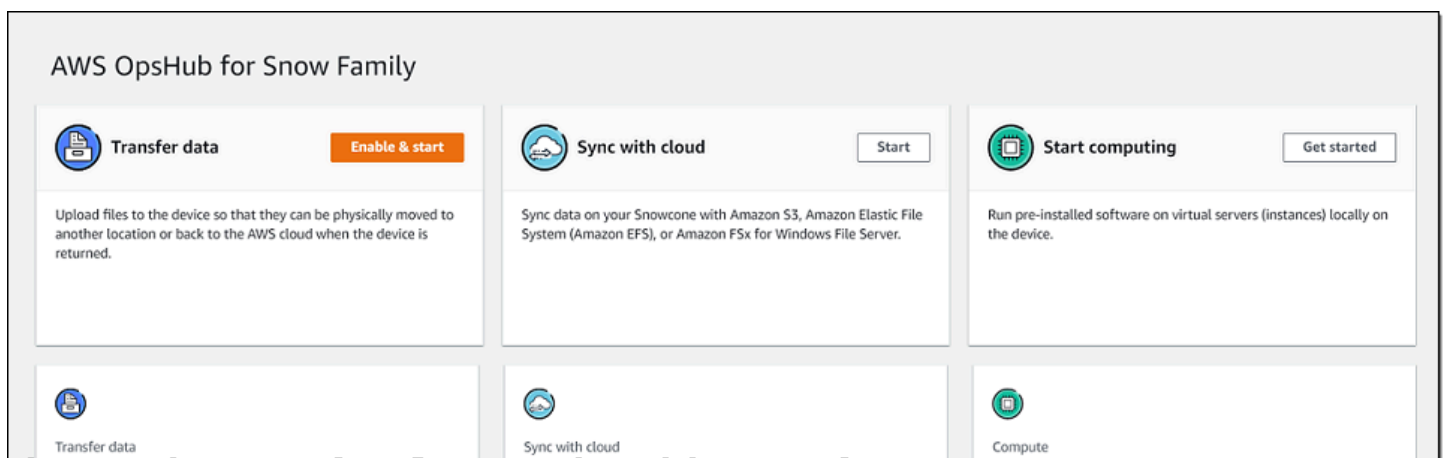 AWS OpsHub for Snow Family
Transfer data
Enable & start
Upload files to the device so that they can be physically moved to
another location or back to the AWS cloud when the device is
returned.
Sync with cloud
Start
Sync data on your Snowcone with Amazon S3, Amazon Elastic File
System (Amazon EFS), or Amazon FSx for Windows File Server.
Start computing
Get started
Run pre-installed software on virtual servers (instances) locally on
the device.
Transfer data
Sync with cloud
Compute